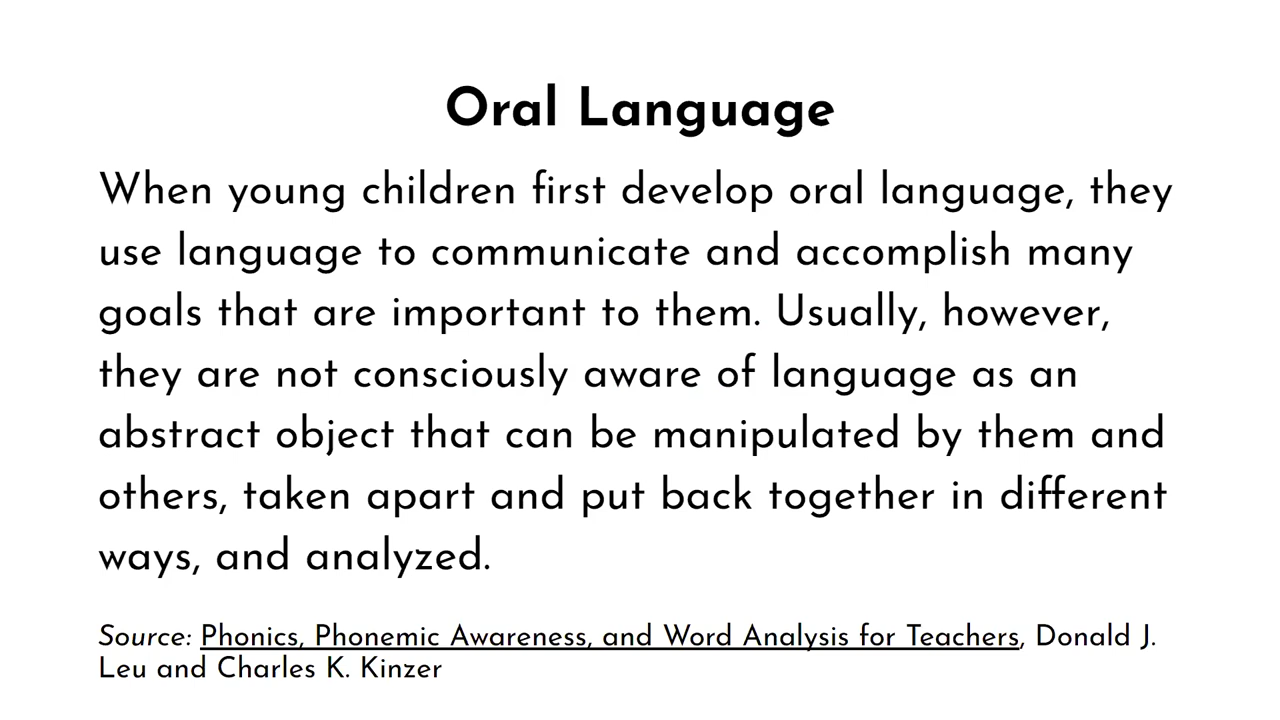 Oral Language
When young children first develop oral language, they
use language to communicate and accomplish many
goals that are important to them. Usually, however,
they are not consciously aware of language as an
abstract object that can be manipulated by them and
others, taken apart and put back together in different
ways, and analyzed.
Source: Phonics, Phonemic Awareness, and Word Analysis for Teachers, Donald J.
Leu and Charles K. Kinzer